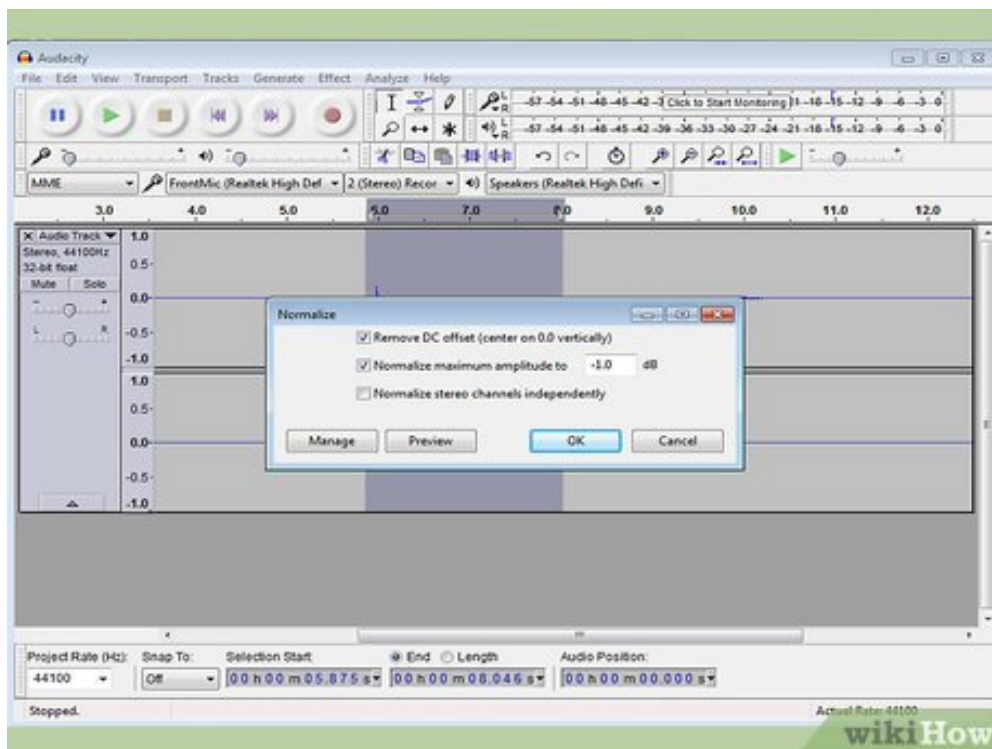 Audacity
File Edit View Transport Tracks Generate Effect Analyze Help
-57 -54 -51 -48 -45 -42 -3 Click to Start Monitoring 1 -18 -15 -12 -9 -6 -3 0
-57 -54 -51 -48 -45 -42 -39 -36 -33 -30 -27 -24 -21 -18 -15 -12 -9 -6 -3 0
MME FrontMic (Realtek High Def 2 (Stereo) Recor Speakers (Realtek High Defi
3.0 4.0 5.0 6.0 7.0 8.0 9.0 10.0 11.0 12.0
X Audio Track 1.0
Stereo, 44100Hz
32-bit float 0.5
Mute Solo
0.0
L R -0.5
-1.0
1.0
0.5
0.0
-0.5
-1.0
Normalize
Remove DC offset (center on 0.0 vertically)
Normalize maximum amplitude to -1.0 dB
Normalize stereo channels independently
Manage Preview OK Cancel
Project Rate (Hz): Snap To: Selection Start: End Length Audio Position:
44100 Off 00 h 00 m 05.875 s 00 h 00 m 08.046 s 00 h 00 m 00.000 s
Stopped. Actual Rate: 44100
wikiHow